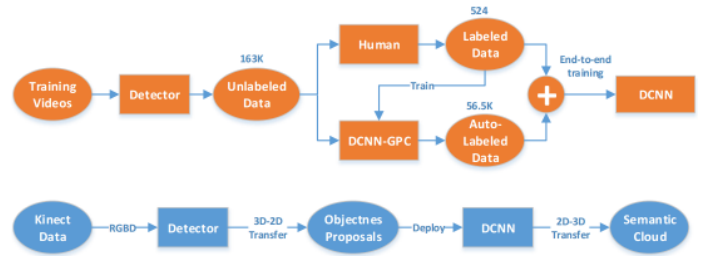 524
163K
Human
Labeled
Data
End-to-end
training
Training
Videos
Detector
Unlabeled
Data
Train
56.5K
+
DCNN
DCNN-GPC
Auto-
Labeled
Data
Kinect
Data
RGBD
Detector
3D-2D
Transfer
Objectnes
Proposals
Deploy
DCNN
2D-3D
Transfer
Semantic
Cloud